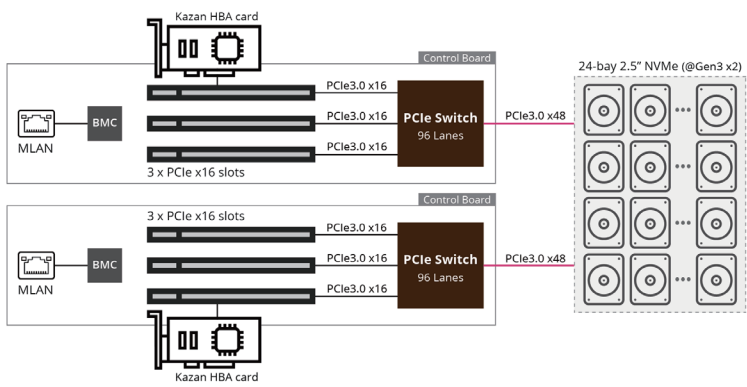 Kazan HBA card
Control Board
24-bay 2.5” NVMe (@Gen3 x2)
PCIe3.0 x16
PCIe3.0 x16
PCIe3.0 x16
MLAN
BMC
PCIe Switch
96 Lanes
PCIe3.0 x48
3 x PCIe x16 slots
Control Board
3 x PCIe x16 slots
PCIe3.0 x16
PCIe3.0 x16
PCIe3.0 x16
MLAN
BMC
PCIe Switch
96 Lanes
PCIe3.0 x48
Kazan HBA card